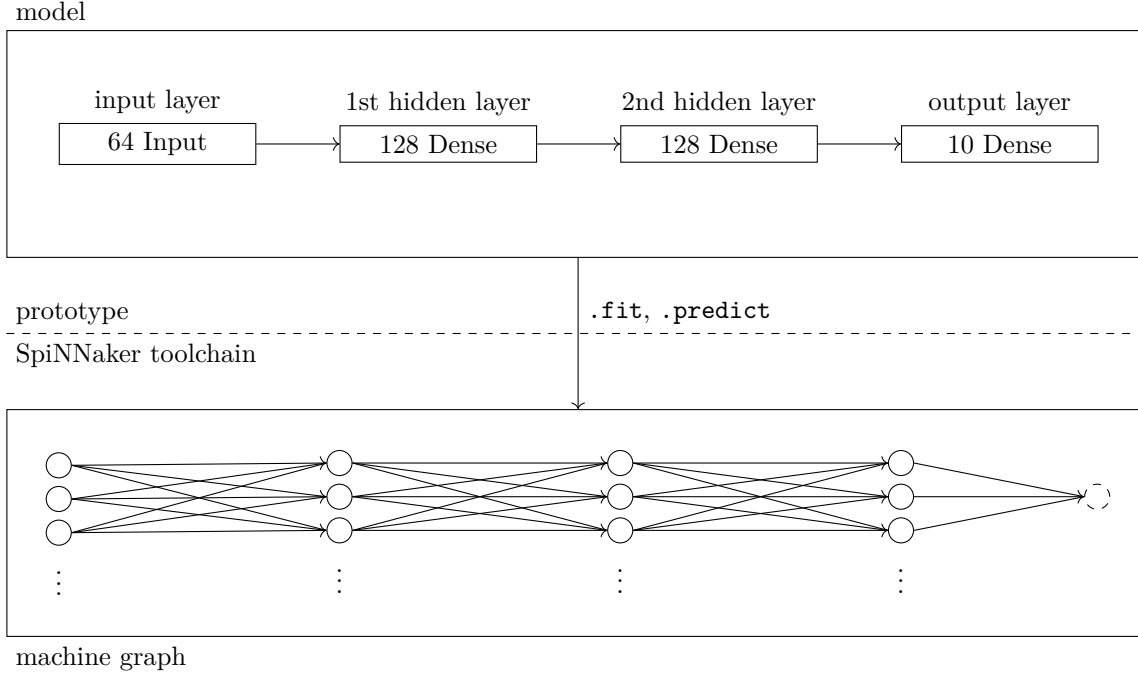 model
input layer
1st hidden layer
2nd hidden layer
output layer
64 Input
128 Dense
128 Dense
10 Dense
prototype
.fit, .predict
SpiNNaker toolchain
machine graph